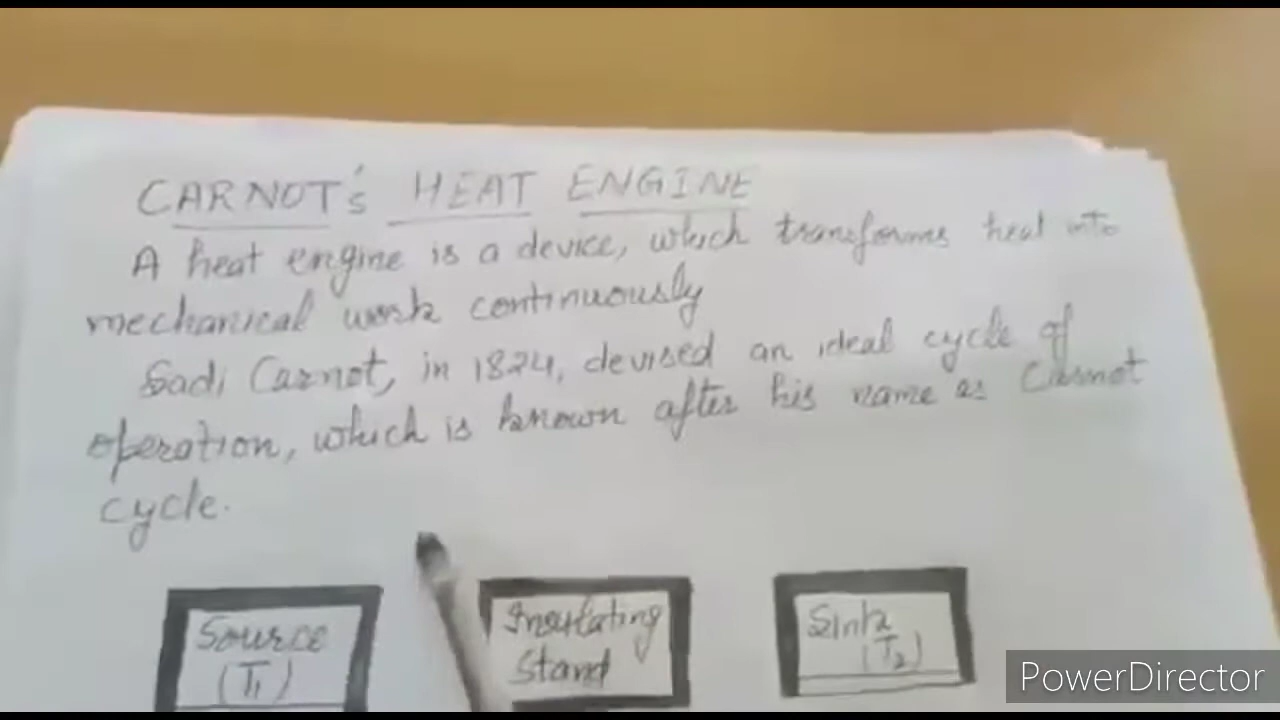 CARNOT's HEAT ENGINE
A heat engine is a device, which transforms heat into
mechanical work continuously
Sadi Carnot, in 1824, devised an ideal cycle of
operation, which is known after his name as Carnot
cycle.
Source
(T1)
Insulating
Stand
Sink
(T2)
PowerDirector